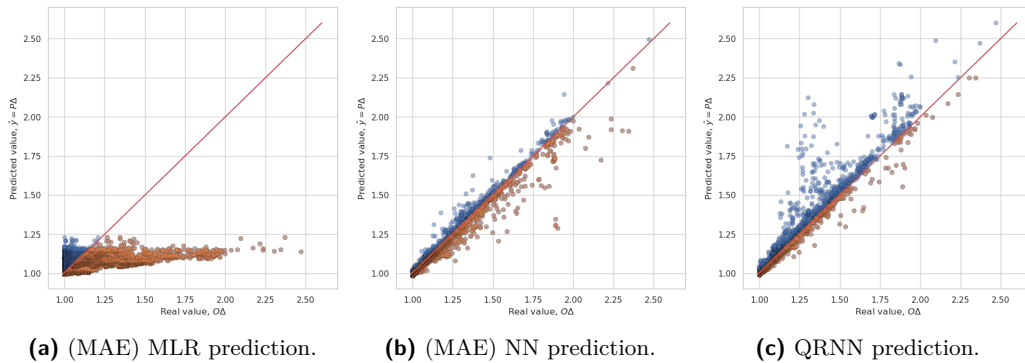 2.50
2.25
2.00
1.75
1.50
1.25
1.00
Predicted value, ŷ = PΔ
1.00 1.25 1.50 1.75 2.00 2.25 2.50
Real value, OΔ
(a) (MAE) MLR prediction.
2.50
2.25
2.00
1.75
1.50
1.25
1.00
Predicted value, ŷ = PΔ
1.00 1.25 1.50 1.75 2.00 2.25 2.50
Real value, OΔ
(b) (MAE) NN prediction.
2.50
2.25
2.00
1.75
1.50
1.25
1.00
Predicted value, ŷ = PΔ
1.00 1.25 1.50 1.75 2.00 2.25 2.50
Real value, OΔ
(c) QRNN prediction.